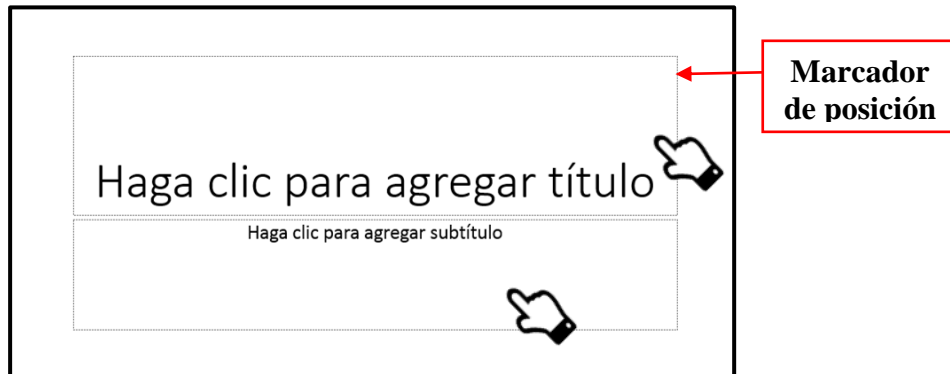 Marcador
de posición
Haga clic para agregar título
Haga clic para agregar subtítulo